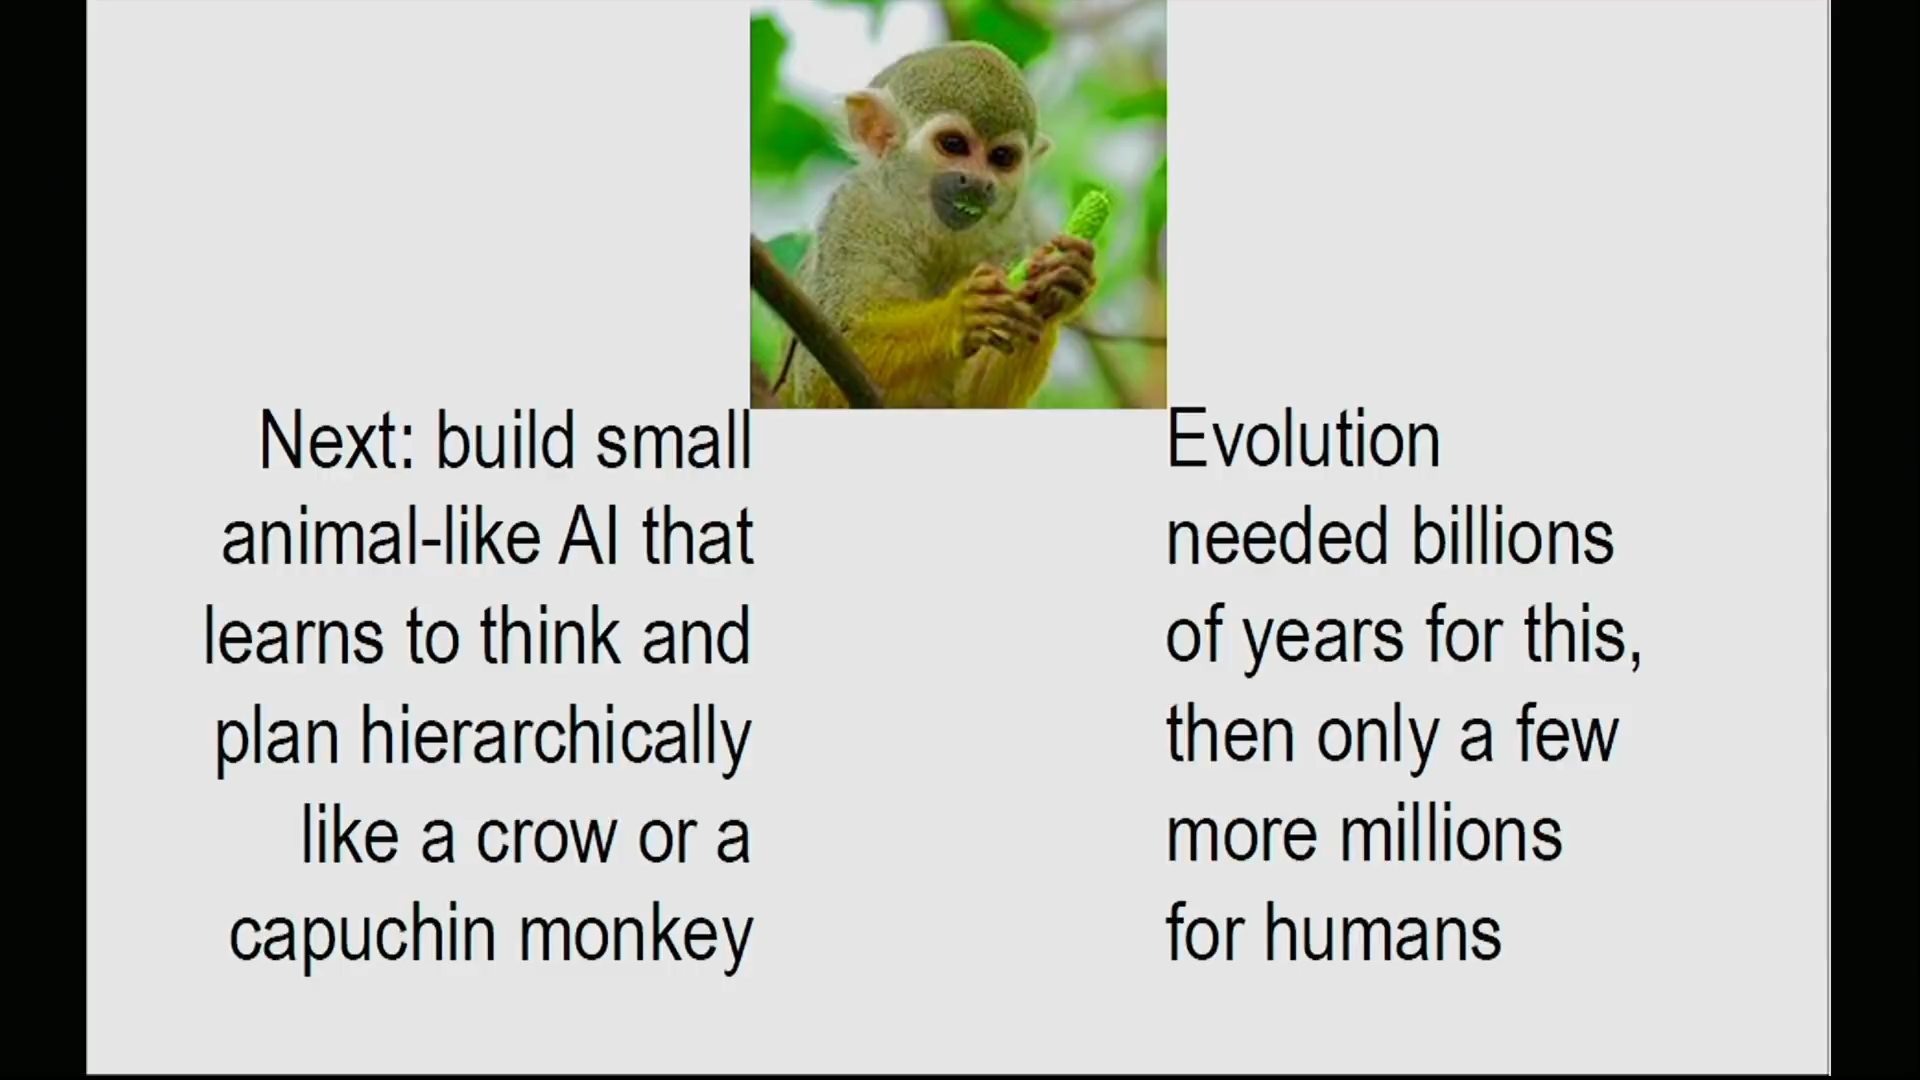 Next: build small
animal-like AI that
learns to think and
plan hierarchically
like a crow or a
capuchin monkey
Evolution
needed billions
of years for this,
then only a few
more millions
for humans